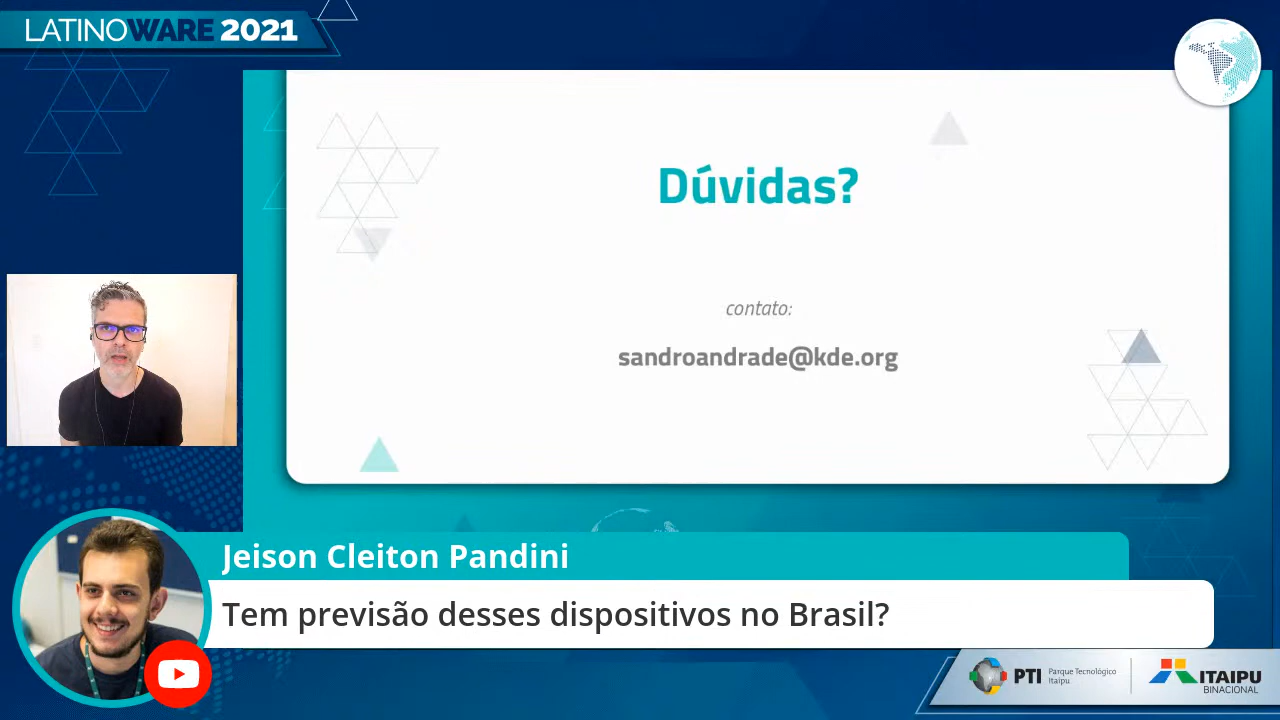 LATINOWARE 2021
Dúvidas?
contato:
sandroandrade@kde.org
Jeison Cleiton Pandini
Tem previsão desses dispositivos no Brasil?
PTI Parque Tecnológico
Itaipu
ITAIPU
BINACIONAL